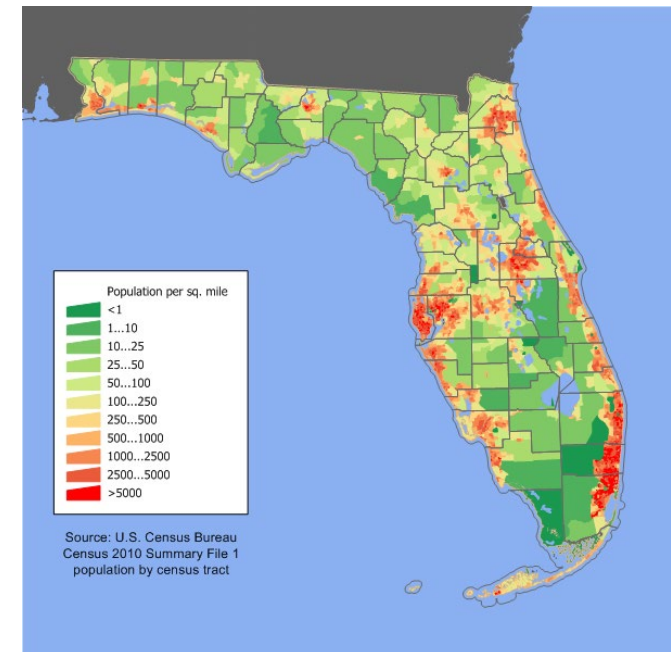 Population per sq. mile
<1
1...10
10...25
25...50
50...100
100...250
250...500
500...1000
1000...2500
2500...5000
>5000
Source: U.S. Census Bureau
Census 2010 Summary File 1
population by census tract